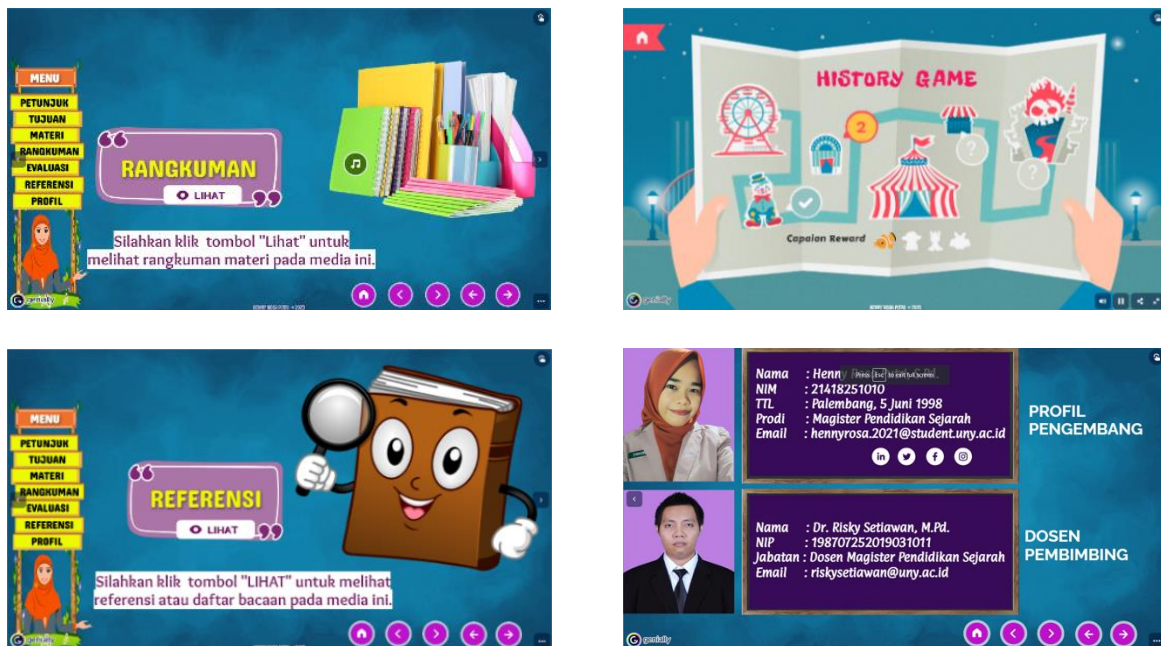 MENU
PETUNJUK
TUJUAN
MATERI
RANGKUMAN
EVALUASI
REFERENSI
PROFIL
RANGKUMAN
LIHAT
Silahkan klik tombol "Lihat" untuk
melihat rangkuman materi pada media ini.
genially
HISTORY GAME
2
?
?
Capaian Reward
genially
MENU
PETUNJUK
TUJUAN
MATERI
RANGKUMAN
EVALUASI
REFERENSI
PROFIL
REFERENSI
LIHAT
Silahkan klik tombol "LIHAT" untuk melihat
referensi atau daftar bacaan pada media ini.
genially
Nama : Henny
Press Esc to exit full screen
NIM : 21418251010
TTL : Palembang, 5 Juni 1998
Prodi : Magister Pendidikan Sejarah
Email : hennyrosa.2021@student.uny.ac.id
PROFIL
PENGEMBANG
Nama : Dr. Risky Setiawan, M.Pd.
NIP : 198707252019031011
Jabatan : Dosen Magister Pendidikan Sejarah
Email : riskysetiawan@uny.ac.id
DOSEN
PEMBIMBING
genially